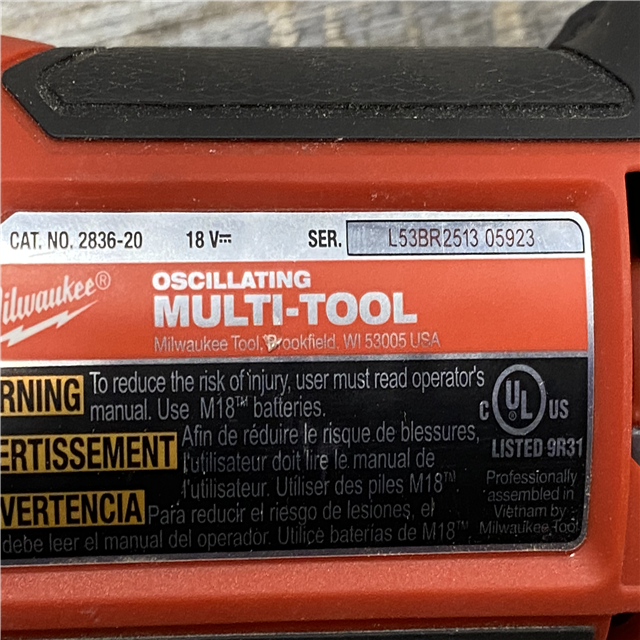 CAT. NO. 2836-20 18 V⎓ SER. L53BR2513 05923
Milwaukee®
OSCILLATING
MULTI-TOOL
Milwaukee Tool, Brookfield, WI 53005 USA
RNING To reduce the risk of injury, user must read operator's
manual. Use M18™ batteries.
ERTISSEMENT Afin de réduire le risque de blessures,
l'utilisateur doit lire le manuel de
l'utilisateur. Utiliser des piles M18™
VERTENCIA Para reducir el riesgo de lesiones, el
debe leer el manual del operador. Utilice baterías de M18™
C UL US
LISTED 9R31
Professionally
assembled in
Vietnam by
Milwaukee Tool